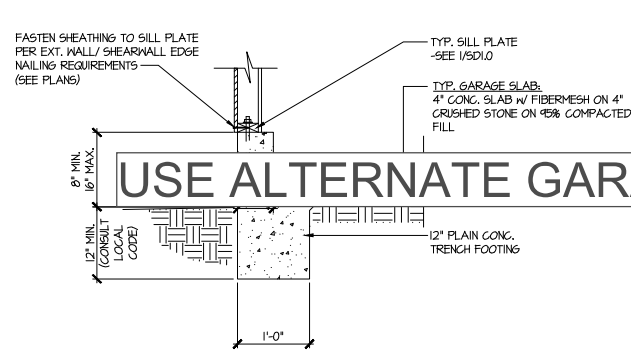 FASTEN SHEATHING TO SILL PLATE
PER EXT. WALL/ SHEARWALL EDGE
NAILING REQUIREMENTS
(SEE PLANS)
TYP. SILL PLATE
-SEE 1/SD1.0
TYP. GARAGE SLAB:
4" CONC. SLAB W/ FIBERMESH ON 4"
CRUSHED STONE ON 95% COMPACTED
FILL
8" MIN.
16" MAX.
USE ALTERNATE GAR
12" MIN.
(CONSULT
LOCAL
CODE)
12" PLAIN CONC.
TRENCH FOOTING
1'-0"